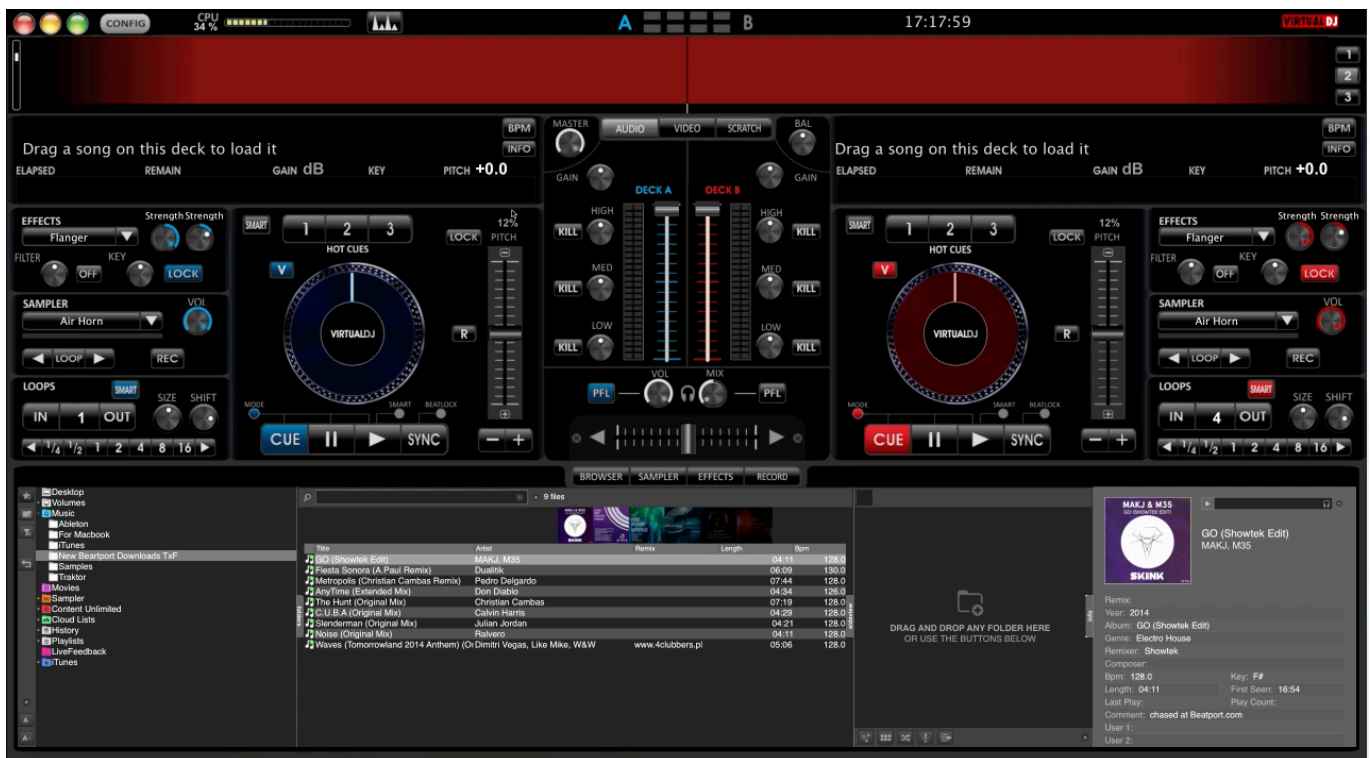 CONFIG
CPU
34 %
A B
17:17:59
VIRTUAL DJ
1
2
3
Drag a song on this deck to load it
BPM
INFO
ELAPSED REMAIN GAIN dB KEY PITCH +0.0
MASTER AUDIO VIDEO SCRATCH BAL
GAIN GAIN
DECK A DECK B
HIGH HIGH
KILL KILL
MED MED
KILL KILL
LOW LOW
KILL KILL
VOL MIX
PFL PFL
Drag a song on this deck to load it
BPM
INFO
ELAPSED REMAIN GAIN dB KEY PITCH +0.0
EFFECTS Strength Strength
Flanger
FILTER KEY
OFF LOCK
SAMPLER VOL
Air Horn
LOOP REC
LOOPS SMART SIZE SHIFT
IN 1 OUT
1/4 1/2 1 2 4 8 16
SMART 1 2 3 LOCK 12%
PITCH
HOT CUES
V
VIRTUALDJ
R
MODE SMART BEATLOCK
CUE SYNC
SMART 1 2 3 LOCK 12%
PITCH
HOT CUES
V
VIRTUALDJ
R
MODE SMART BEATLOCK
CUE SYNC
EFFECTS Strength Strength
Flanger
FILTER KEY
OFF LOCK
SAMPLER VOL
Air Horn
LOOP REC
LOOPS SMART SIZE SHIFT
IN 4 OUT
1/4 1/2 1 2 4 8 16
BROWSER SAMPLER EFFECTS RECORD
Desktop
Volumes
Music
Ableton
For Macbook
iTunes
New Beartport Downloads TxF
Samples
Traktor
Movies
Sampler
Content Unlimited
Cloud Lists
History
Playlists
LiveFeedback
iTunes
folders
9 files
Title Artist Remix Length Bpm
GO (Showtek Edit) MAKJ, M35 04:11 128.0
Fiesta Sonora (A.Paul Remix) Dualitik 06:09 130.0
Metropolis (Christian Cambas Remix) Pedro Delgardo 07:44 128.0
AnyTime (Extended Mix) Don Diablo 04:34 126.0
The Hunt (Original Mix) Christian Cambas 07:19 128.0
C.U.B.A (Original Mix) Calvin Harris 04:29 128.0
Slenderman (Original Mix) Julian Jordan 04:21 128.0
Noise (Original Mix) Ralvero 04:11 128.0
Waves (Tomorrowland 2014 Anthem) (Or Dimitri Vegas, Like Mike, W&W www.4clubbers.pl 05:06 128.0
sideview
DRAG AND DROP ANY FOLDER HERE
OR USE THE BUTTONS BELOW
info
MAKJ & M35
GO (SHOWTEK EDIT)
SKINK
GO (Showtek Edit)
MAKJ, M35
Remix:
Year: 2014
Album: GO (Showtek Edit)
Genre: Electro House
Remixer: Showtek
Composer:
Bpm: 128.0 Key: F#
Length: 04:11 First Seen: 16:54
Last Play: Play Count:
Comment: chased at Beatport.com
User 1:
User 2: